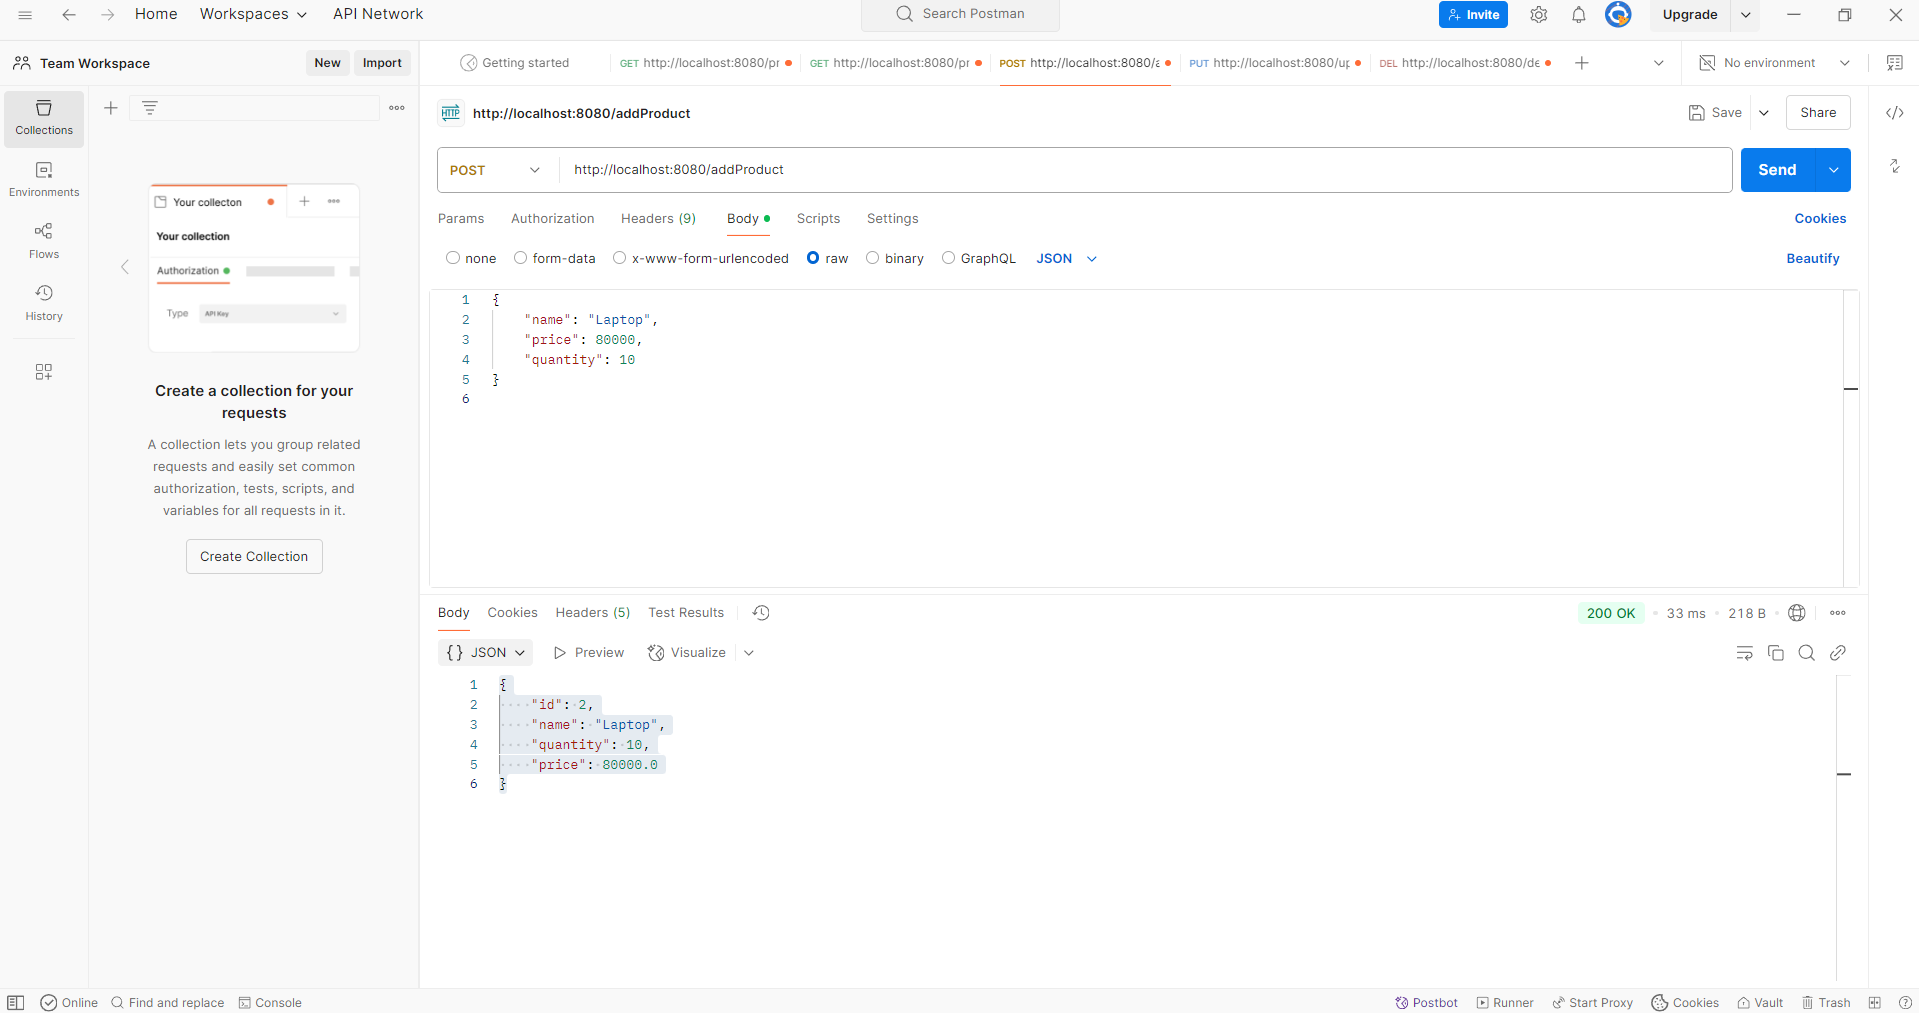 Home Workspaces API Network Search Postman Invite Upgrade
Team Workspace New Import
Getting started GET http://localhost:8080/pr GET http://localhost:8080/pr POST http://localhost:8080/a PUT http://localhost:8080/up DEL http://localhost:8080/de No environment
Collections
Environments
Flows
History
Your collecton
Your collection
Authorization
Type API Key
Create a collection for your
requests
A collection lets you group related
requests and easily set common
authorization, tests, scripts, and
variables for all requests in it.
Create Collection
HTTP http://localhost:8080/addProduct Save Share
POST http://localhost:8080/addProduct Send
Params Authorization Headers (9) Body Scripts Settings Cookies
none form-data x-www-form-urlencoded raw binary GraphQL JSON Beautify
1 {
2 "name": "Laptop",
3 "price": 80000,
4 "quantity": 10
5 }
6
Body Cookies Headers (5) Test Results 200 OK 33 ms 218 B
{} JSON Preview Visualize
1 {
2 "id": 2,
3 "name": "Laptop",
4 "quantity": 10,
5 "price": 80000.0
6 }
Online Find and replace Console Postbot Runner Start Proxy Cookies Vault Trash